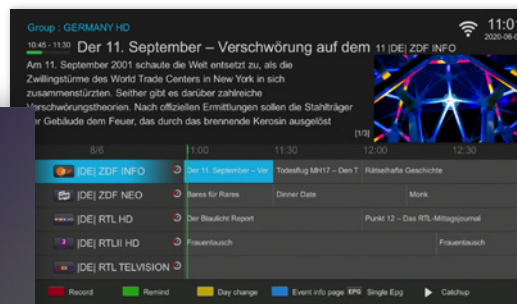 Group : GERMANY HD
11:01
2020-06-0
10:45 - 11:30 Der 11. September – Verschwörung auf dem 11 |DE| ZDF INFO
Am 11. September 2001 schaute die Welt entsetzt zu, als die
Zwillingstürme des World Trade Centers in New York in sich
zusammenstürzten. Seither gibt es darüber zahlreiche
Verschwörungstheorien. Nach offiziellen Ermittlungen sollen die Stahlträger
der Gebäude dem Feuer, das durch das brennende Kerosin ausgelöst
[1/3]
8/6 11:00 11:30 12:00 12:30
|DE| ZDF INFO Der 11. September – Ver Todesflug MH17 – Den T Rätselhafte Geschichte
|DE| ZDF NEO Bares für Rares Dinner Date Monk
|DE| RTL HD Der Blaulicht Report Punkt 12 – Das RTL-Mittagsjournal
|DE| RTLII HD Frauentausch Frauentausch
|DE| RTL TELVISION
Record Remind Day change Event info page EPG Single Epg Catchup